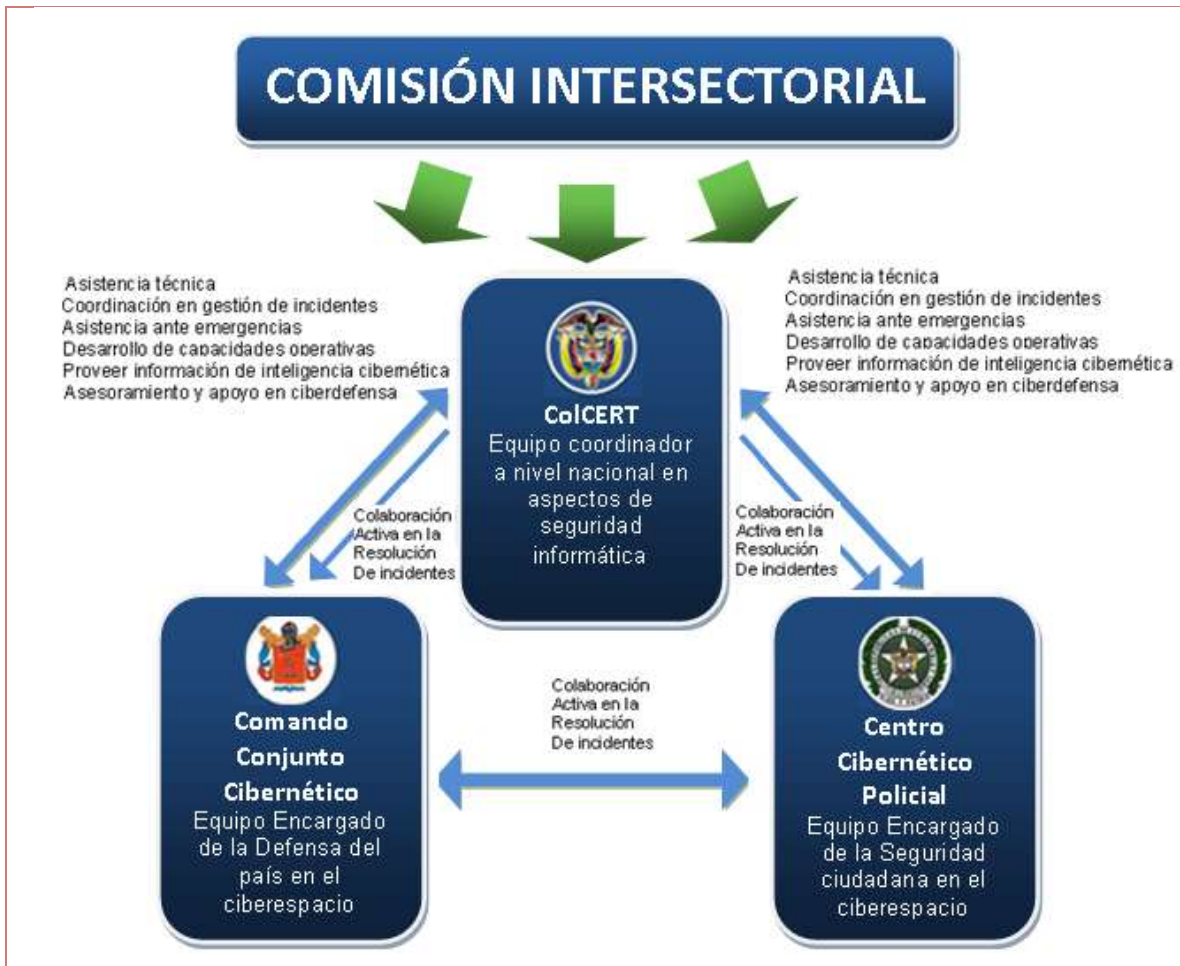 COMISIÓN INTERSECTORIAL
Asistencia técnica
Coordinación en gestión de incidentes
Asistencia ante emergencias
Desarrollo de capacidades operativas
Proveer información de inteligencia cibernética
Asesoramiento y apoyo en ciberdefensa
Asistencia técnica
Coordinación en gestión de incidentes
Asistencia ante emergencias
Desarrollo de capacidades operativas
Proveer información de inteligencia cibernética
Asesoramiento y apoyo en ciberdefensa
ColCERT
Equipo coordinador
a nivel nacional en
aspectos de
seguridad
informática
Colaboración
Activa en la
Resolución
De incidentes
Colaboración
Activa en la
Resolución
De incidentes
Comando
Conjunto
Cibernético
Equipo Encargado
de la Defensa del
país en el
ciberespacio
Colaboración
Activa en la
Resolución
De incidentes
Centro
Cibernético
Policial
Equipo Encargado
de la Seguridad
ciudadana en el
ciberespacio